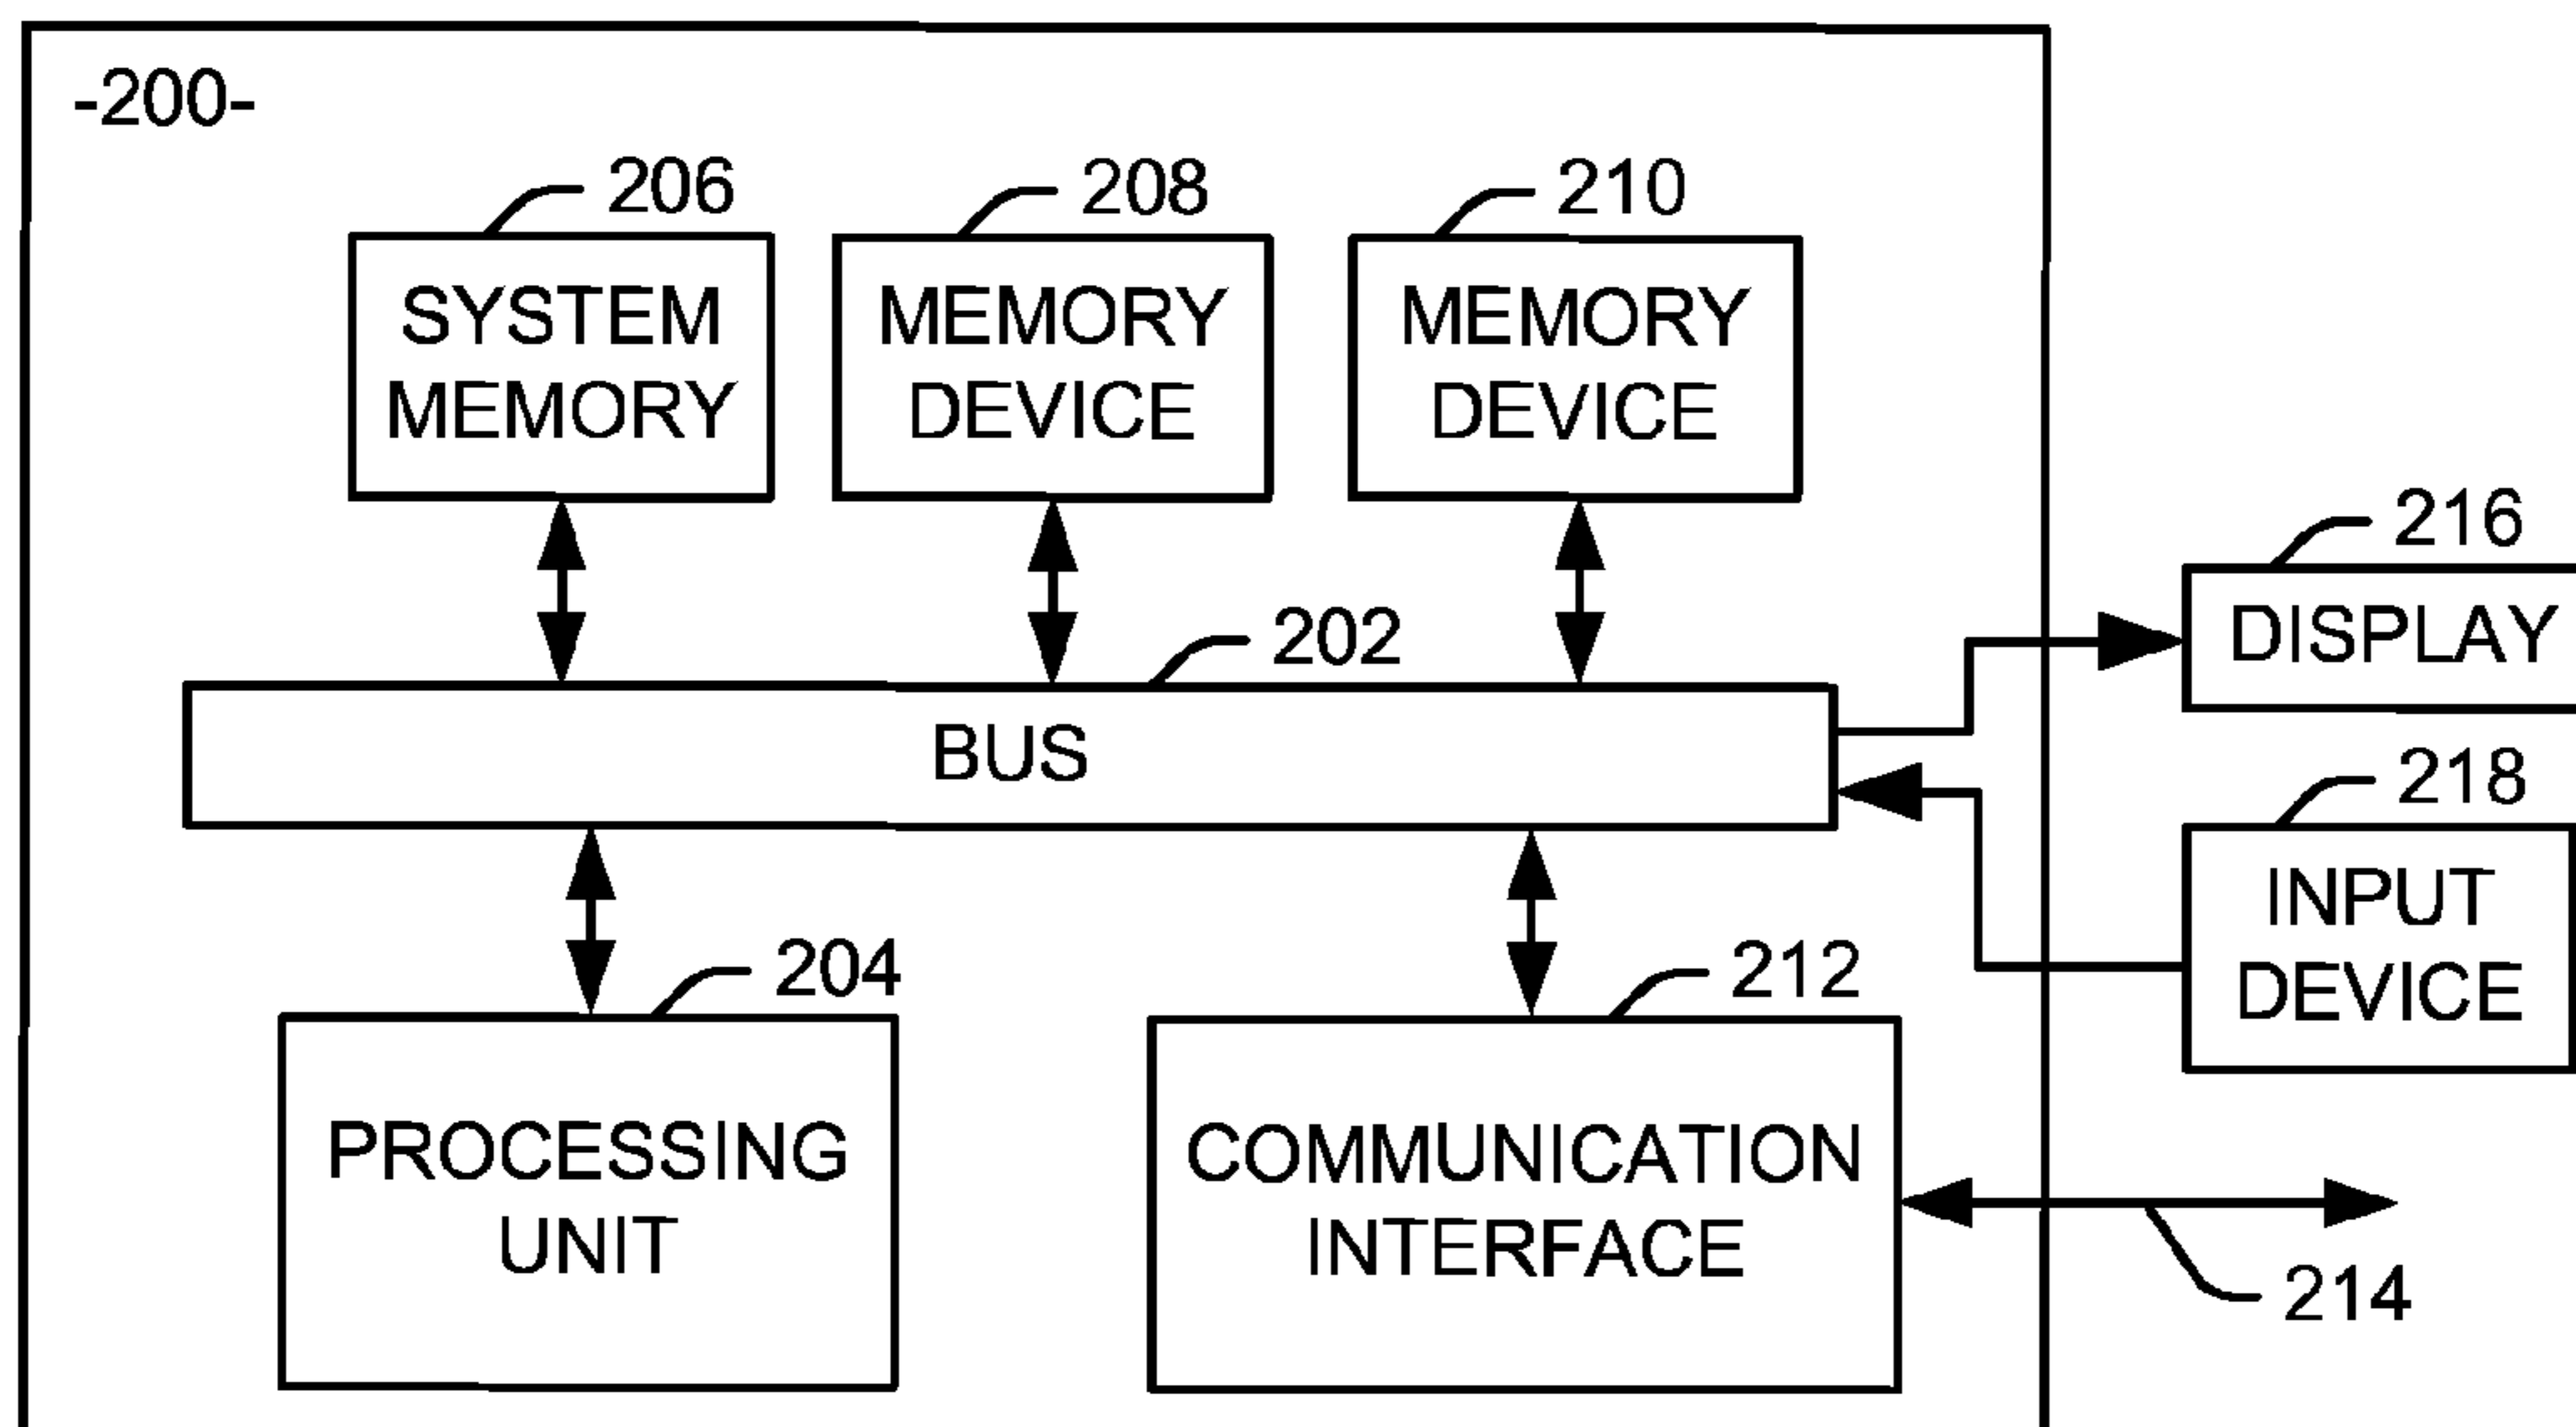 -200-
206
208
210
SYSTEM
MEMORY
MEMORY
DEVICE
MEMORY
DEVICE
216
DISPLAY
202
BUS
218
INPUT
DEVICE
204
212
PROCESSING
UNIT
COMMUNICATION
INTERFACE
214